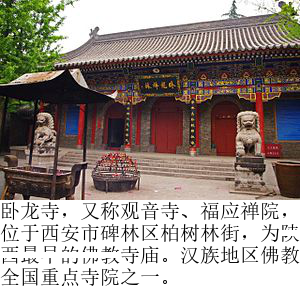 卧龙寺，又称观音寺、福应禅院，
位于西安市碑林区柏树林街，为陕
西最早的佛教寺庙。汉族地区佛教
全国重点寺院之一。